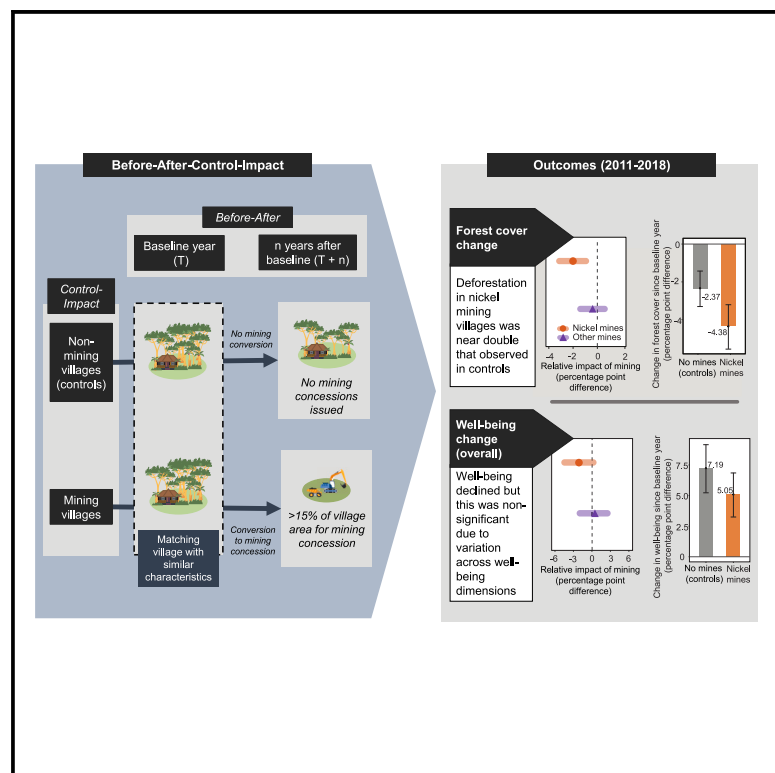 Before-After-Control-Impact
Before-After
Baseline year
(T)
n years after
baseline (T + n)
Control-
Impact
Non-
mining villages
(controls)
No mining
conversion
No mining
concessions
issued
Mining
villages
Matching
village with
similar
characteristics
Conversion
to mining
concession
>15% of village
area for mining
concession
Outcomes (2011-2018)
Forest cover
change
Deforestation
in nickel
mining
villages was
near double
that observed
in controls
Nickel mines
Other mines
-4
-2
0
2
Relative impact of mining
(percentage point
difference)
Change in forest cover since baseline year
(percentage point difference)
0
-2
-4
-2.37
-4.38
No mines
(controls)
Nickel
mines
Well-being
change
(overall)
Well-being
declined but
this was non-
significant due
to variation
across well-
being
dimensions
-6
-3
0
3
6
Relative impact of mining
(percentage point
difference)
Change in well-being since baseline year
(percentage point difference)
7.5
5.0
2.5
0
7.19
5.05
No mines
(controls)
Nickel
mines